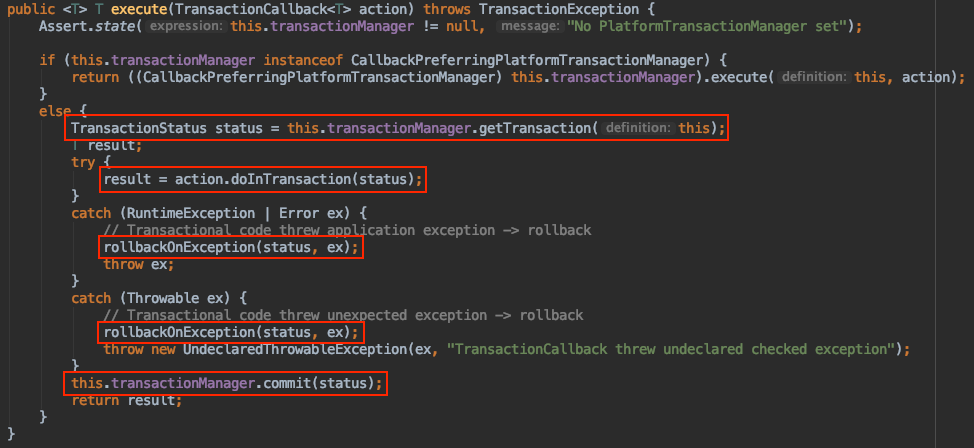 public <T> T execute(TransactionCallback<T> action) throws TransactionException {
Assert.state( expression: this.transactionManager != null, message: "No PlatformTransactionManager set");
if (this.transactionManager instanceof CallbackPreferringPlatformTransactionManager) {
return ((CallbackPreferringPlatformTransactionManager) this.transactionManager).execute( definition: this, action);
}
else {
TransactionStatus status = this.transactionManager.getTransaction( definition: this);
T result;
try {
result = action.doInTransaction(status);
}
catch (RuntimeException | Error ex) {
// Transactional code threw application exception -> rollback
rollbackOnException(status, ex);
throw ex;
}
catch (Throwable ex) {
// Transactional code threw unexpected exception -> rollback
rollbackOnException(status, ex);
throw new UndeclaredThrowableException(ex, "TransactionCallback threw undeclared checked exception");
}
this.transactionManager.commit(status);
return result;
}
}